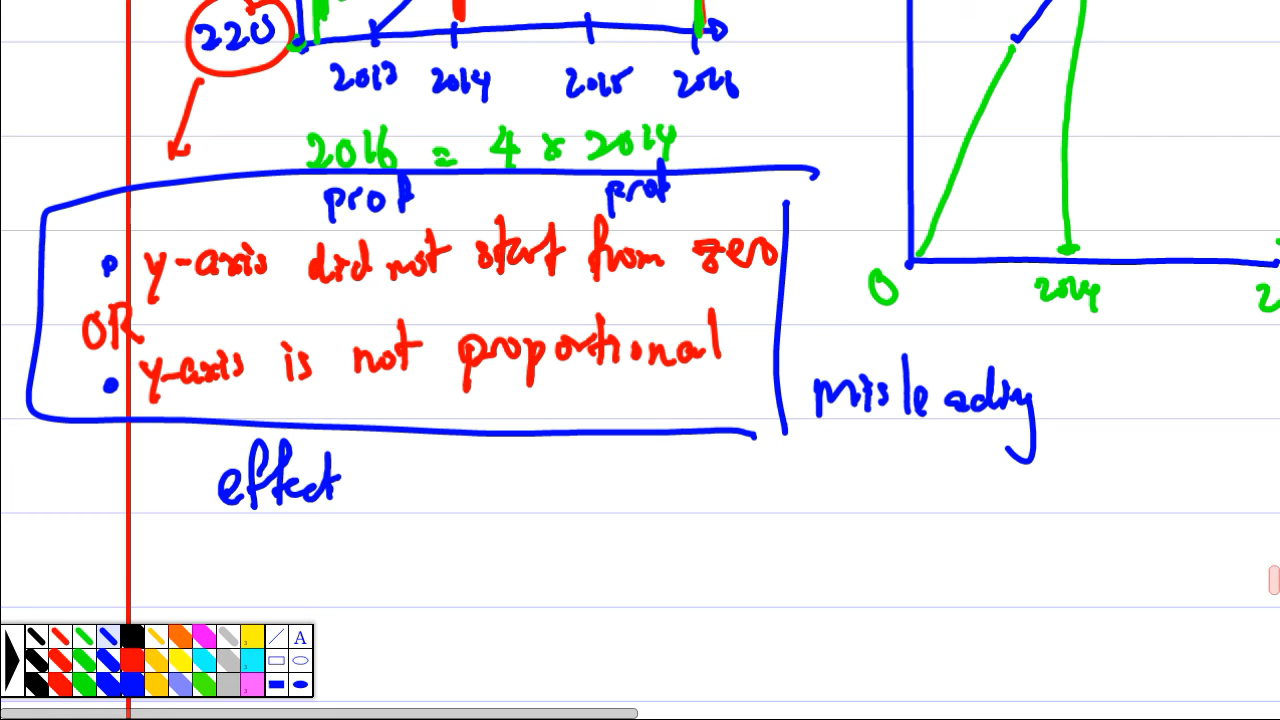 220
2013 2014 2015 2016
2016 = 4 x 2014
prof prof
y-axis did not start from zero
OR
y-axis is not proportional
effect
0 2014 2
misleading
A